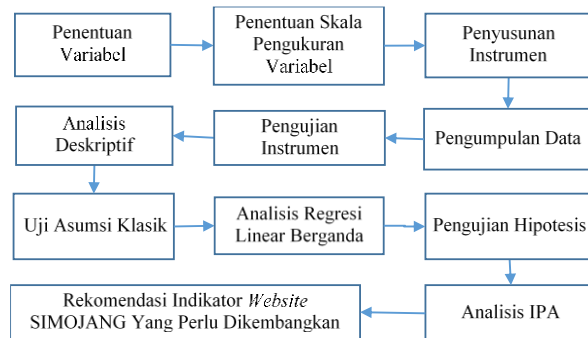 Penentuan
Variabel
Penentuan Skala
Pengukuran
Variabel
Penyusunan
Instrumen
Pengumpulan Data
Pengujian
Instrumen
Analisis
Deskriptif
Uji Asumsi Klasik
Analisis Regresi
Linear Berganda
Pengujian Hipotesis
Analisis IPA
Rekomendasi Indikator Website
SIMOJANG Yang Perlu Dikembangkan